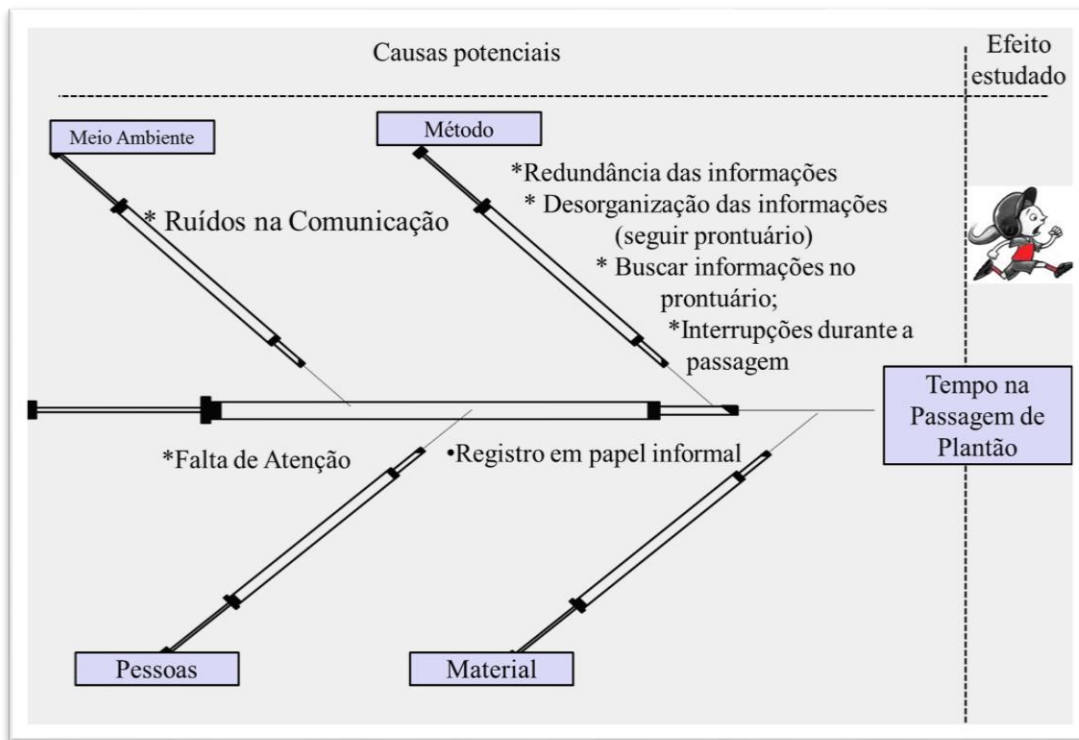 Causas potenciais
Efeito
estudado
Meio Ambiente
Método
* Ruídos na Comunicação
*Redundância das informações
* Desorganização das informações
(seguir prontuário)
* Buscar informações no
prontuário;
*Interrupções durante a
passagem
Tempo na
Passagem de
Plantão
*Falta de Atenção
•Registro em papel informal
Pessoas
Material